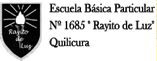 Rayito
de
Luz
Escuela Básica Particular
Nº 1685 " Rayito de Luz"
Quilicura